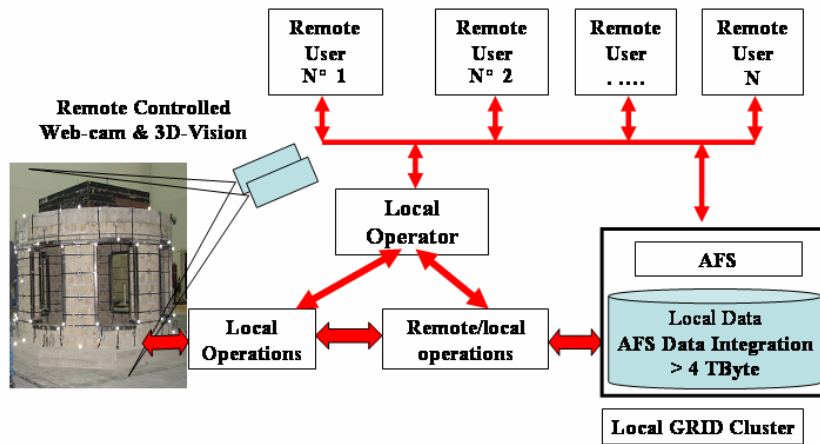 Remote
User
N° 1
Remote
User
N° 2
Remote
User
. ....
Remote
User
N
Remote Controlled
Web-cam & 3D-Vision
Local
Operator
AFS
Local
Operations
Remote/local
operations
Local Data
AFS Data Integration
> 4 TByte
Local GRID Cluster